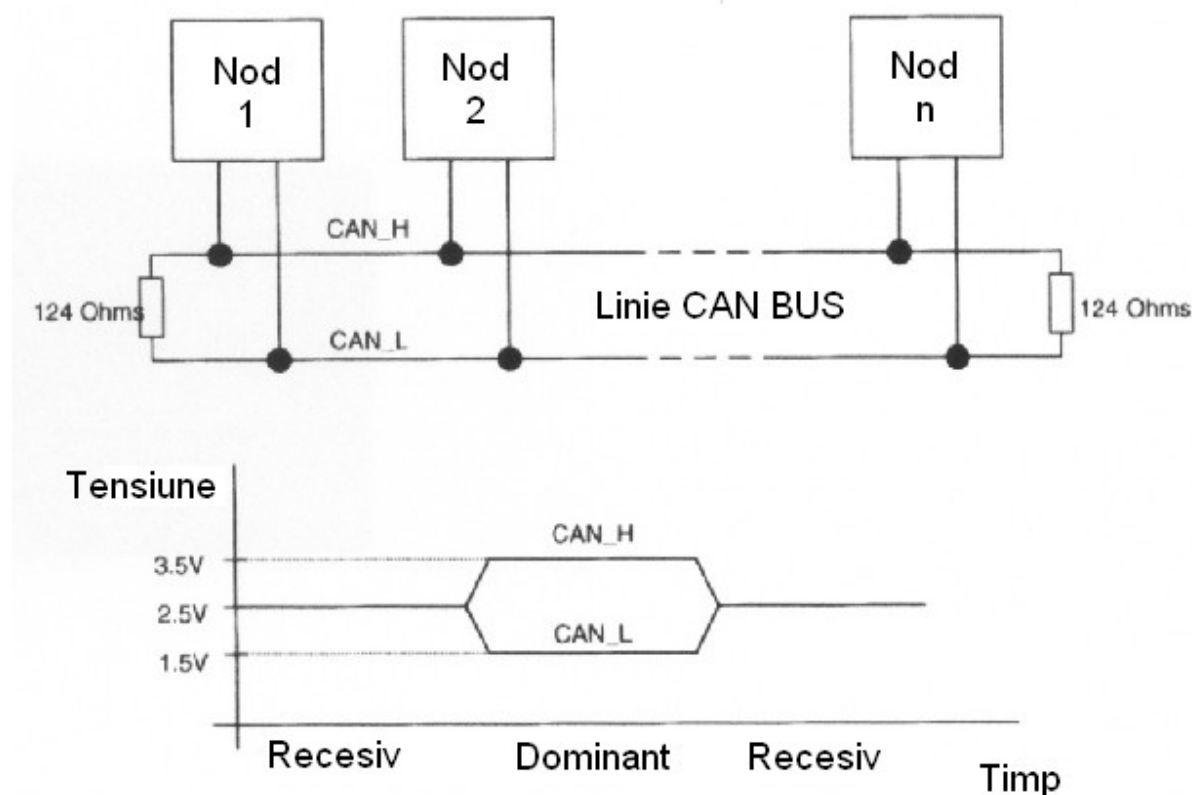 Nod
1
Nod
2
Nod
n
CAN_H
124 Ohms
Linie CAN BUS
124 Ohms
CAN_L
Tensiune
CAN_H
3.5V
2.5V
CAN_L
1.5V
Recesiv
Dominant
Recesiv
Timp